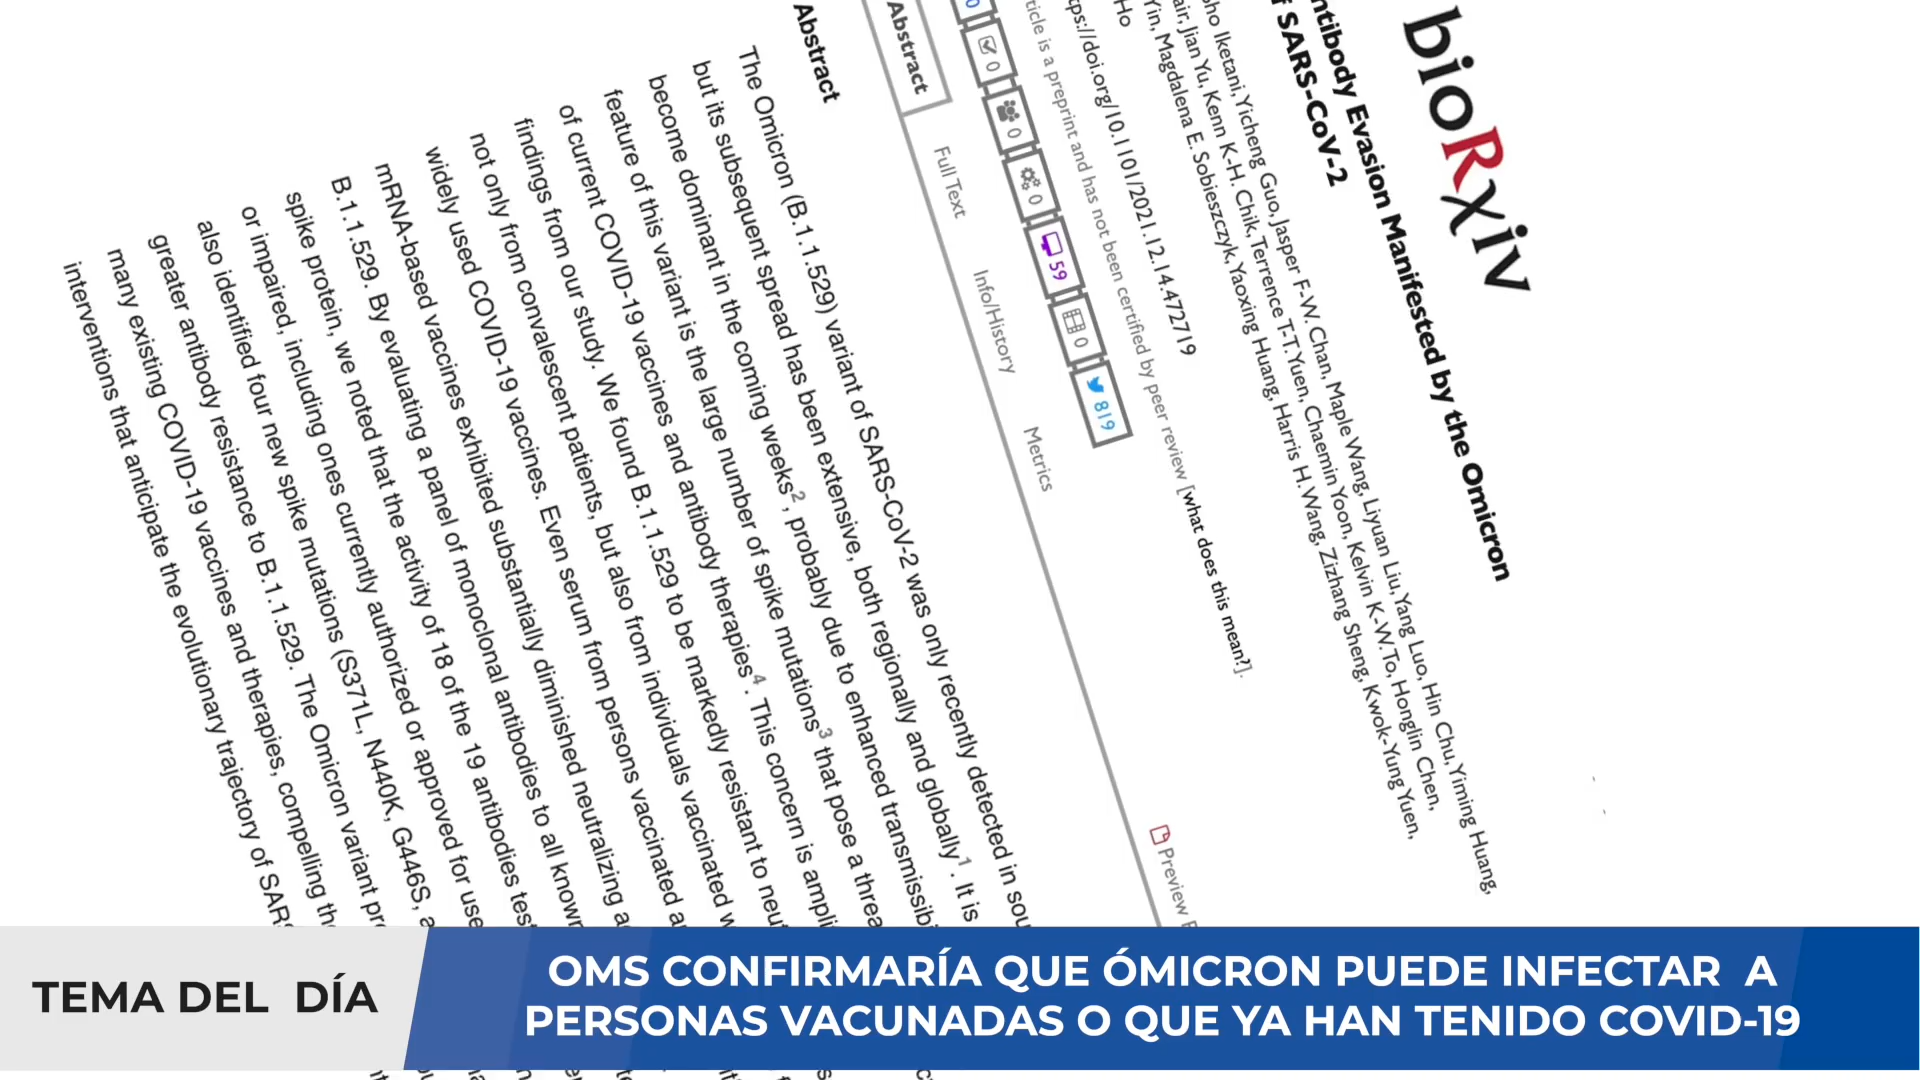 bioRxiv
ntibody Evasion Manifested by the Omicron
f SARS-CoV-2
ho Iketani, Yicheng Guo, Jasper F-W. Chan, Maple Wang, Liyuan Liu, Yang Luo, Hin Chu, Yiming Huang,
air, Jian Yu, Kenn K-H. Chik, Terrence T-T. Yuen, Chaemin Yoon, Kelvin K-W. To, Honglin Chen,
Yin, Magdalena E. Sobieszczyk, Yaoxing Huang, Harris H. Wang, Zizhang Sheng, Kwok-Yung Yuen,
Ho
tps://doi.org/10.1101/2021.12.14.472719
ticle is a preprint and has not been certified by peer review [what does this mean?].
0 0 0 0 59 0 819
Abstract Full Text Info/History Metrics Preview
Abstract
The Omicron (B.1.1.529) variant of SARS-CoV-2 was only recently detected in sou
but its subsequent spread has been extensive, both regionally and globally1. It is
become dominant in the coming weeks2, probably due to enhanced transmissibi
feature of this variant is the large number of spike mutations3 that pose a threa
of current COVID-19 vaccines and antibody therapies4. This concern is ampli
findings from our study. We found B.1.1.529 to be markedly resistant to neut
not only from convalescent patients, but also from individuals vaccinated w
widely used COVID-19 vaccines. Even serum from persons vaccinated a
mRNA-based vaccines exhibited substantially diminished neutralizing a
B.1.1.529. By evaluating a panel of monoclonal antibodies to all known
spike protein, we noted that the activity of 18 of the 19 antibodies test
or impaired, including ones currently authorized or approved for use
also identified four new spike mutations (S371L, N440K, G446S, a
greater antibody resistance to B.1.1.529. The Omicron variant pr
many existing COVID-19 vaccines and therapies, compelling th
interventions that anticipate the evolutionary trajectory of SARS
TEMA DEL DÍA
OMS CONFIRMARÍA QUE ÓMICRON PUEDE INFECTAR A
PERSONAS VACUNADAS O QUE YA HAN TENIDO COVID-19